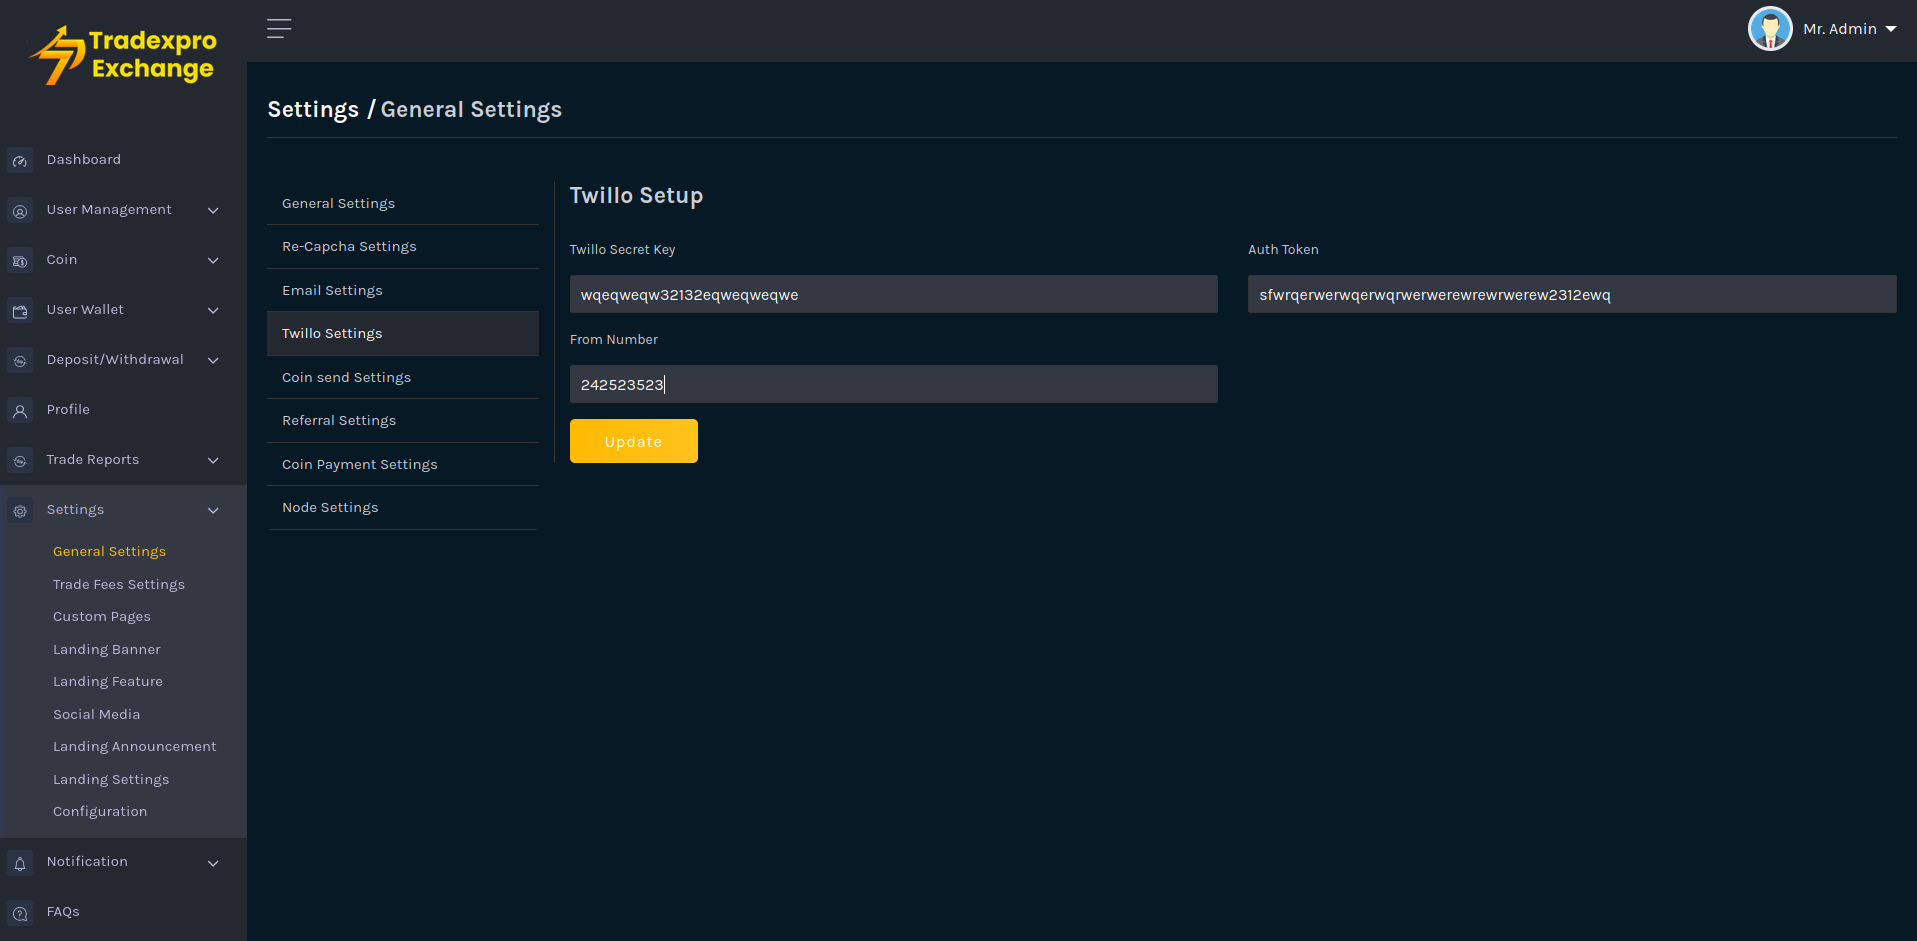 Tradexpro
Exchange
Mr. Admin
Settings / General Settings
Dashboard
User Management
Coin
User Wallet
Deposit/Withdrawal
Profile
Trade Reports
Settings
General Settings
Trade Fees Settings
Custom Pages
Landing Banner
Landing Feature
Social Media
Landing Announcement
Landing Settings
Configuration
Notification
FAQs
General Settings
Re-Capcha Settings
Email Settings
Twillo Settings
Coin send Settings
Referral Settings
Coin Payment Settings
Node Settings
Twillo Setup
Twillo Secret Key
wqeqweqw32132eqweqweqwe
Auth Token
sfwrqerwerwqerwqrwerwerewrewrwerew2312ewq
From Number
242523523
Update